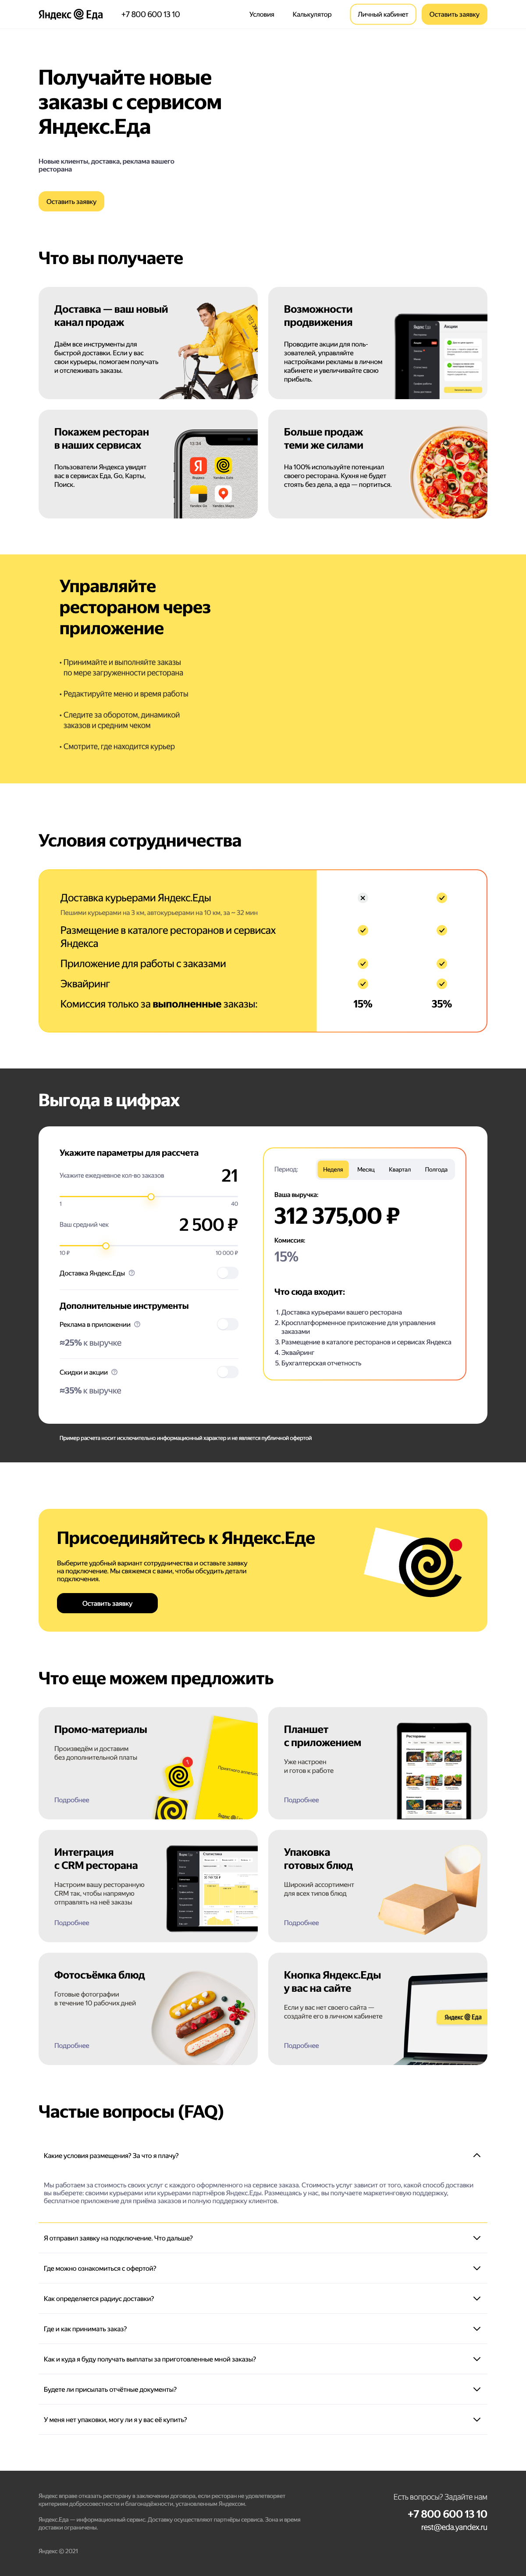 Яндекс Еда
+7 800 600 13 10
Условия
Калькулятор
Личный кабинет
Оставить заявку
Получайте новые
заказы с сервисом
Яндекс.Еда
Новые клиенты, доставка, реклама вашего
ресторана
Оставить заявку
Что вы получаете
Доставка — ваш новый
канал продаж
Даём все инструменты для
быстрой доставки. Если у вас
свои курьеры, помогаем получать
и отслеживать заказы.
Возможности
продвижения
Проводите акции для поль-
зователей, управляйте
настройками рекламы в личном
кабинете и увеличивайте свою
прибыль.
Акции
Покажем ресторан
в наших сервисах
Пользователи Яндекса увидят
вас в сервисах Еда, Go, Карты,
Поиск.
12:34
Больше продаж
теми же силами
На 100% используйте потенциал
своего ресторана. Кухня не будет
стоять без дела, а еда — портиться.
Управляйте
рестораном через
приложение
• Принимайте и выполняйте заказы
по мере загруженности ресторана
• Редактируйте меню и время работы
• Следите за оборотом, динамикой
заказов и средним чеком
• Смотрите, где находится курьер
Условия сотрудничества
Доставка курьерами Яндекс.Еды
Пешими курьерами на 3 км, автокурьерами на 10 км, за ~ 32 мин
Размещение в каталоге ресторанов и сервисах
Яндекса
Приложение для работы с заказами
Эквайринг
Комиссия только за выполненные заказы:
15%
35%
Выгода в цифрах
Укажите параметры для рассчета
Укажите ежедневное кол-во заказов
21
1
40
Ваш средний чек
2 500 ₽
10 ₽
10 000 ₽
Доставка Яндекс.Еды
Дополнительные инструменты
Реклама в приложении
≈25% к выручке
Скидки и акции
≈35% к выручке
Период:
Неделя
Месяц
Квартал
Полгода
Ваша выручка:
312 375,00 ₽
Комиссия:
15%
Что сюда входит:
1. Доставка курьерами вашего ресторана
2. Кросплатформенное приложение для управления
заказами
3. Размещение в каталоге ресторанов и сервисах Яндекса
4. Эквайринг
5. Бухгалтерская отчетность
Пример расчета носит исключительно информационный характер и не является публичной офертой
Присоединяйтесь к Яндекс.Еде
Выберите удобный вариант сотрудничества и оставьте заявку
на подключение. Мы свяжемся с вами, чтобы обсудить детали
подключения.
Оставить заявку
Что еще можем предложить
Промо-материалы
Произведём и доставим
без дополнительной платы
Подробнее
Планшет
с приложением
Уже настроен
и готов к работе
Подробнее
Рестораны
Интеграция
с CRM ресторана
Настроим вашу ресторанную
CRM так, чтобы напрямую
отправлять на неё заказы
Подробнее
Статистика
Упаковка
готовых блюд
Широкий ассортимент
для всех типов блюд
Подробнее
Фотосъёмка блюд
Готовые фотографии
в течение 10 рабочих дней
Подробнее
Кнопка Яндекс.Еды
у вас на сайте
Если у вас нет своего сайта —
создайте его в личном кабинете
Подробнее
Яндекс Еда
Частые вопросы (FAQ)
Какие условия размещения? За что я плачу?
Мы работаем за стоимость своих услуг с каждого оформленного на сервисе заказа. Стоимость услуг зависит от того, какой способ доставки
вы выберете: своими курьерами или курьерами партнёров Яндекс.Еды. Размещаясь у нас, вы получаете маркетинговую поддержку,
бесплатное приложение для приёма заказов и полную поддержку клиентов.
Я отправил заявку на подключение. Что дальше?
Где можно ознакомиться с офертой?
Как определяется радиус доставки?
Где и как принимать заказ?
Как и куда я буду получать выплаты за приготовленные мной заказы?
Будете ли присылать отчётные документы?
У меня нет упаковки, могу ли я у вас её купить?
Яндекс вправе отказать ресторану в заключении договора, если ресторан не удовлетворяет
критериям добросовестности и благонадёжности, установленным Яндексом.
Яндекс.Еда — информационный сервис. Доставку осуществляют партнёры сервиса. Зона и время
доставки ограничены.
Яндекс © 2021
Есть вопросы? Задайте нам
+7 800 600 13 10
rest@eda.yandex.ru